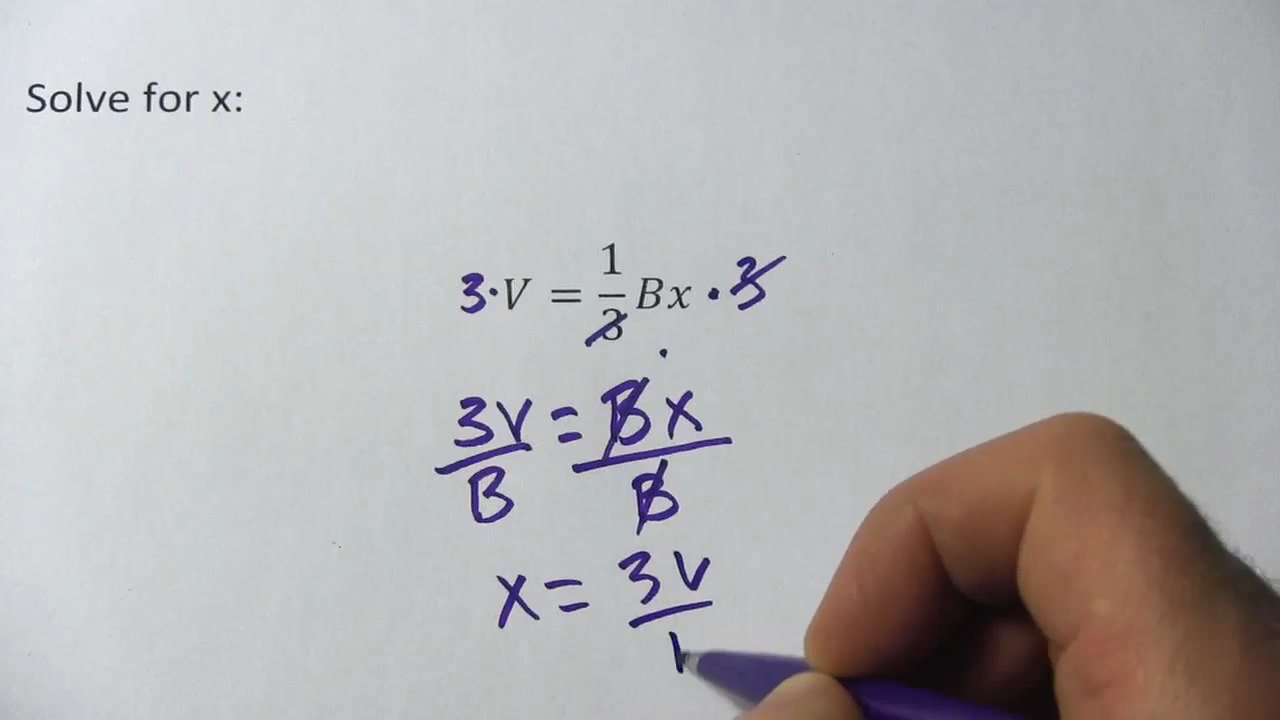 Solve for x:
3·V = 1/3 Bx · 3
3V/B = Bx/B
x = 3V/